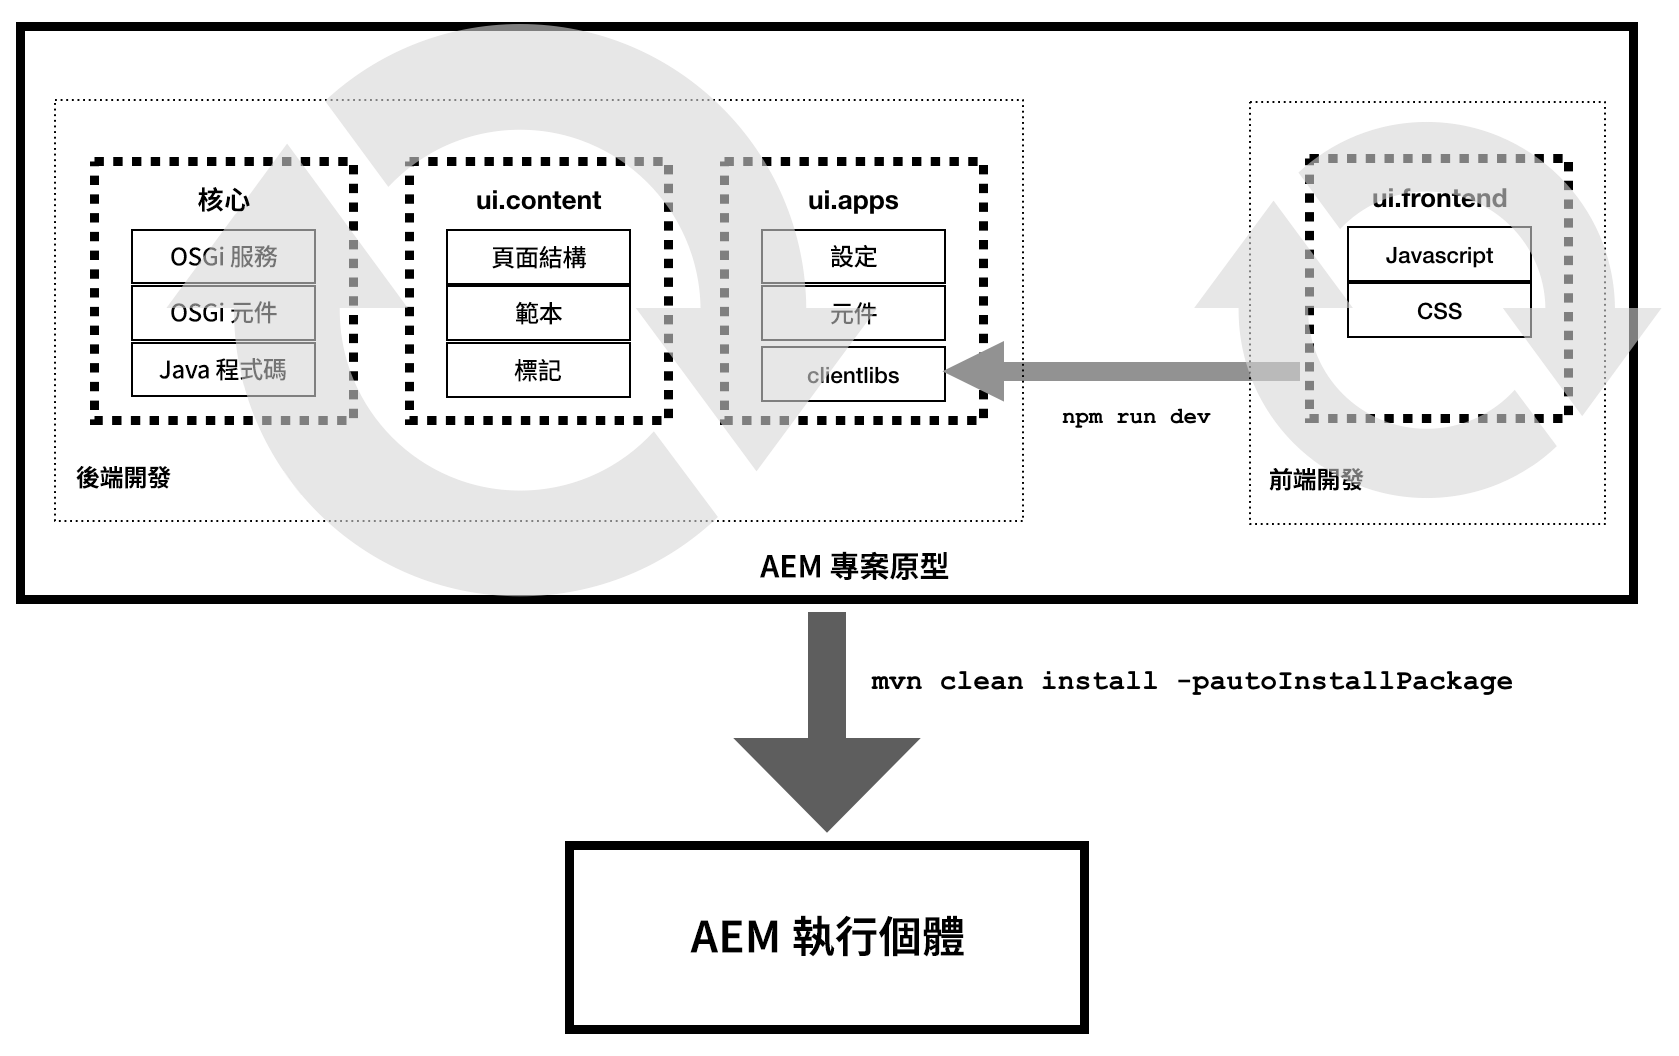 核心
OSGi 服務
OSGi 元件
Java 程式碼
ui.content
頁面結構
範本
標記
ui.apps
設定
元件
clientlibs
後端開發
npm run dev
ui.frontend
Javascript
CSS
前端開發
AEM 專案原型
mvn clean install -pautoInstallPackage
AEM 執行個體